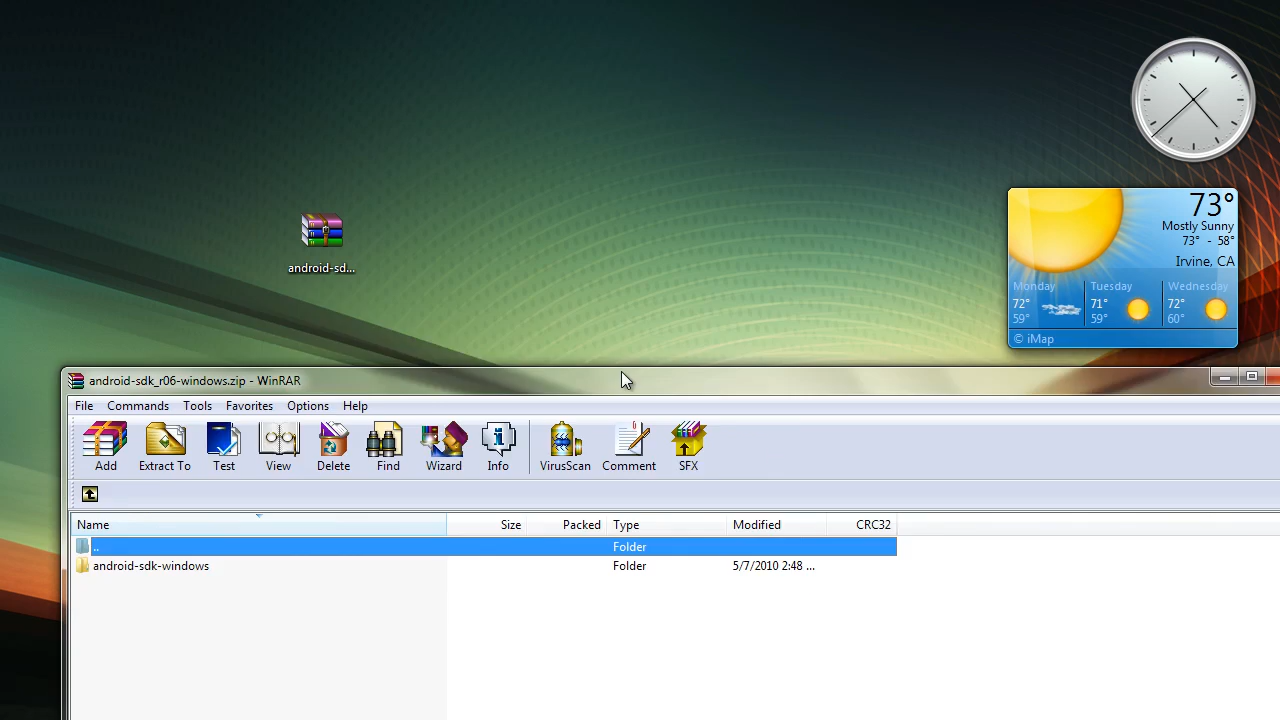 android-sd...
73°
Mostly Sunny
73° - 58°
Irvine, CA
Monday Tuesday Wednesday
72° 71° 72°
59° 59° 60°
© iMap
android-sdk_r06-windows.zip - WinRAR
File Commands Tools Favorites Options Help
Add Extract To Test View Delete Find Wizard Info VirusScan Comment SFX
Name Size Packed Type Modified CRC32
.. Folder
android-sdk-windows Folder 5/7/2010 2:48 ...